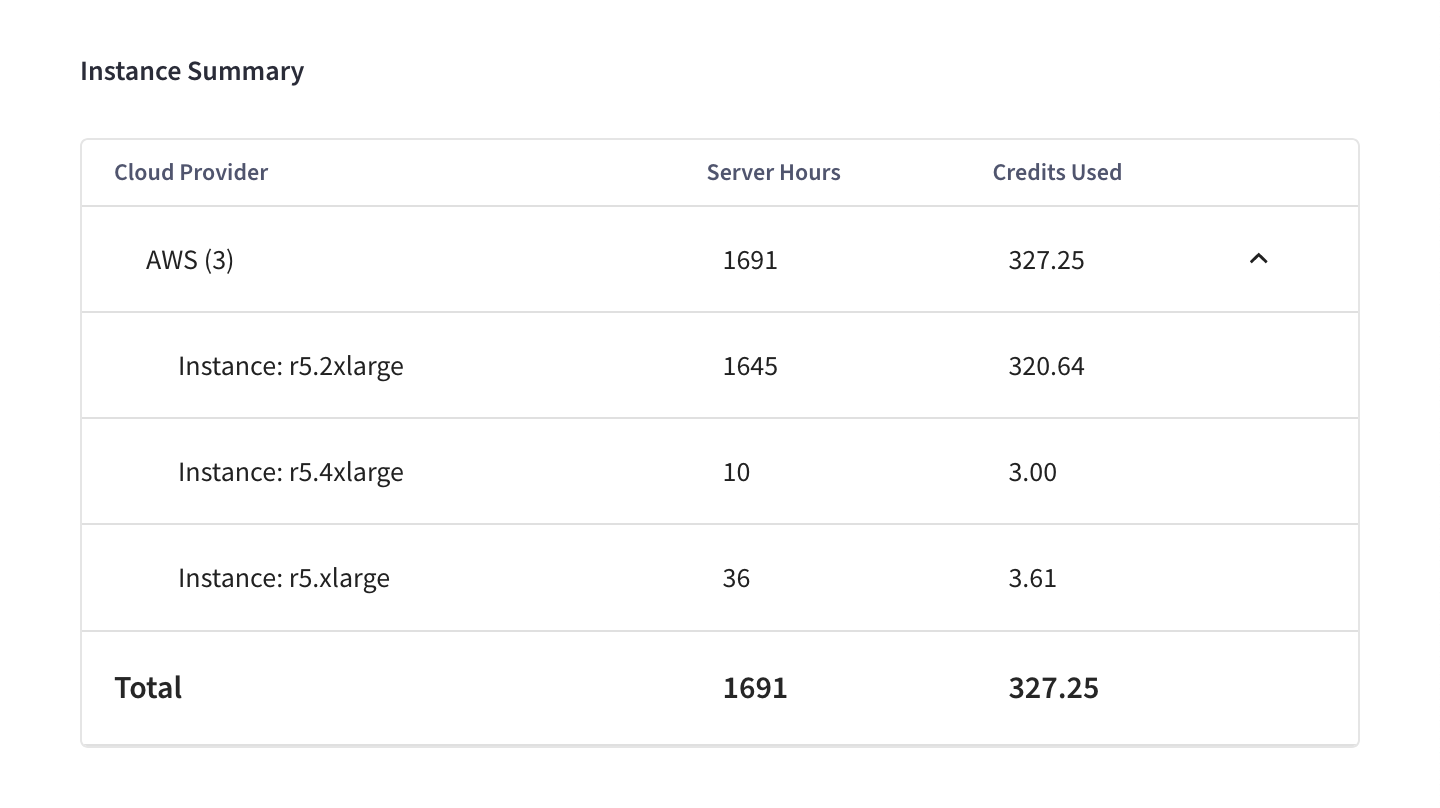 Instance Summary
Cloud Provider Server Hours Credits Used
AWS (3) 1691 327.25
Instance: r5.2xlarge 1645 320.64
Instance: r5.4xlarge 10 3.00
Instance: r5.xlarge 36 3.61
Total 1691 327.25